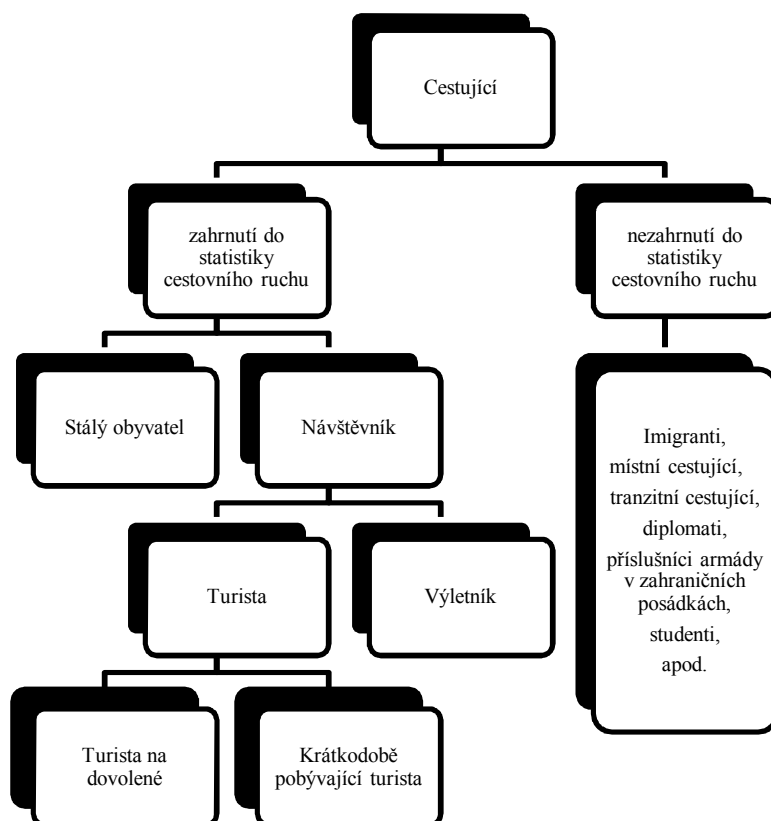 Cestující
zahrnutí do
statistiky
cestovního ruchu
nezahrnutí do
statistiky
cestovního ruchu
Stálý obyvatel
Návštěvník
Imigranti,
místní cestující,
tranzitní cestující,
diplomati,
příslušníci armády
v zahraničních
posádkách,
studenti,
apod.
Turista
Výletník
Turista na
dovolené
Krátkodobě
pobývající turista